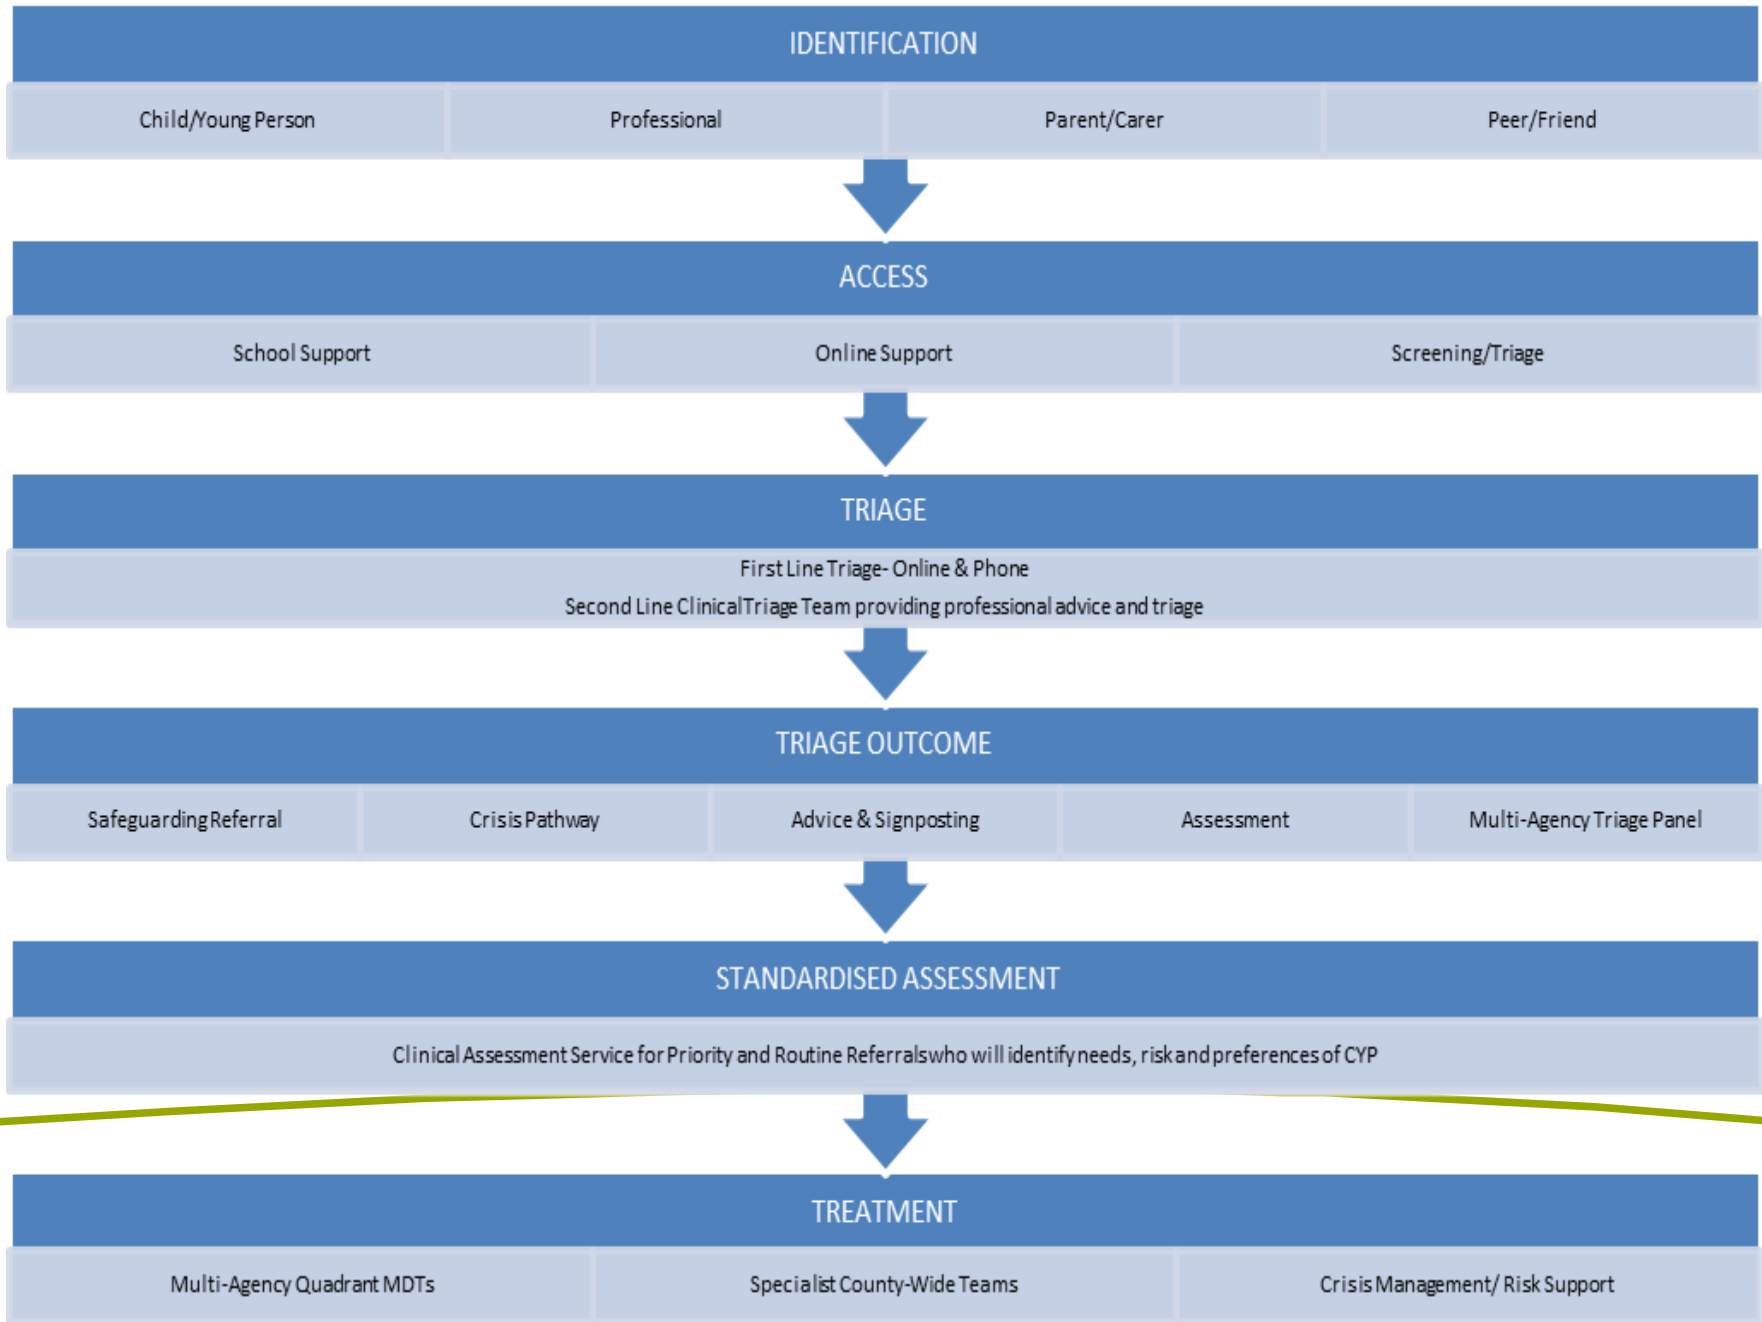 IDENTIFICATION
Child/Young Person
Professional
Parent/Carer
Peer/Friend
ACCESS
School Support
Online Support
Screening/Triage
TRIAGE
First Line Triage- Online & Phone
Second Line Clinical Triage Team providing professional advice and triage
TRIAGE OUTCOME
Safeguarding Referral
Crisis Pathway
Advice & Signposting
Assessment
Multi-Agency Triage Panel
STANDARDISED ASSESSMENT
Clinical Assessment Service for Priority and Routine Referrals who will identify needs, risk and preferences of CYP
TREATMENT
Multi-Agency Quadrant MDTs
Specialist County-Wide Teams
Crisis Management/ Risk Support